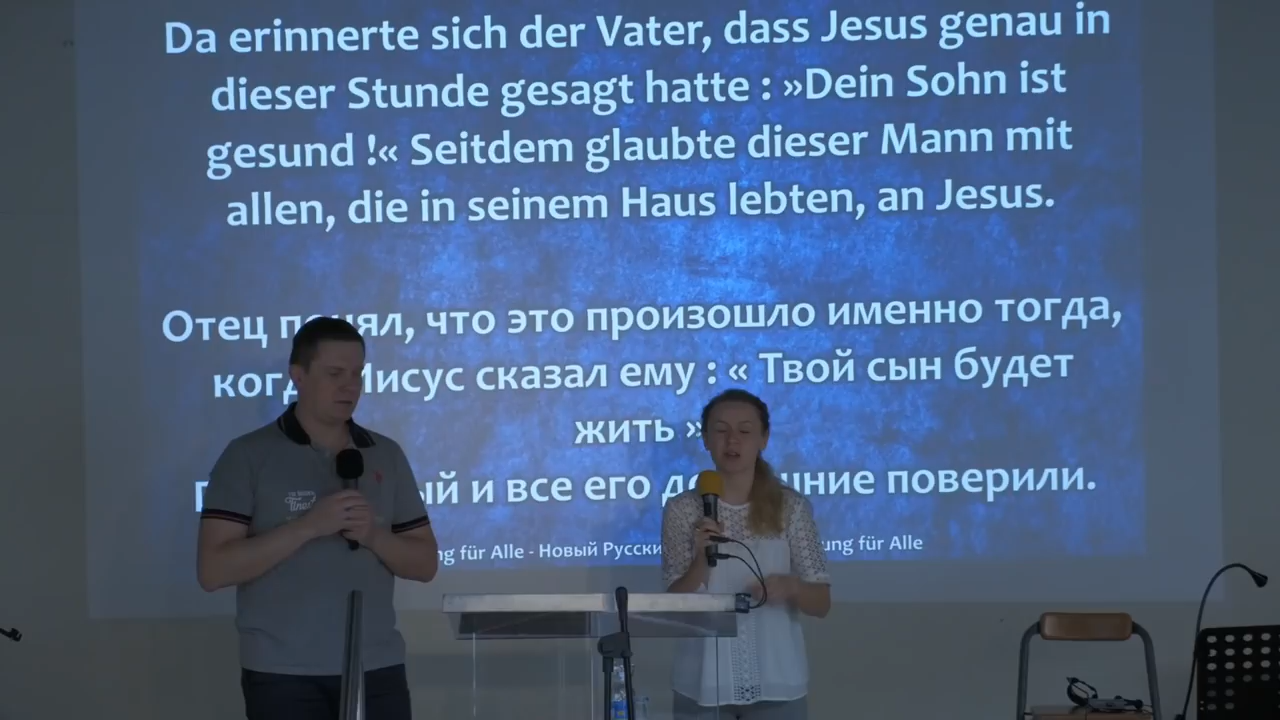 Da erinnerte sich der Vater, dass Jesus genau in
dieser Stunde gesagt hatte : »Dein Sohn ist
gesund !« Seitdem glaubte dieser Mann mit
allen, die in seinem Haus lebten, an Jesus.
Отец ял, что это произошло именно тогда,
Иисус сказал ему : « Твой сын будет
жить »
и все его поверили.
für Alle - Новый für Alle